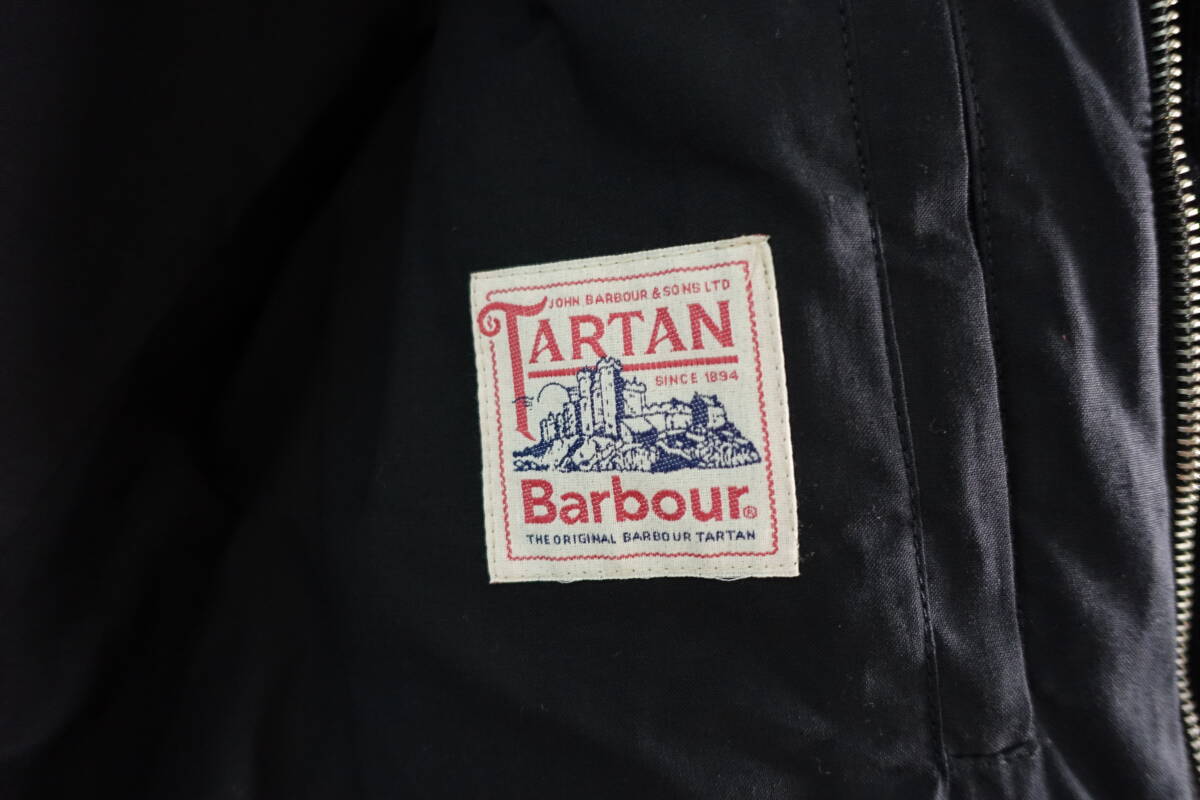 JOHN BARBOUR & SONS LTD
TARTAN
SINCE 1894
Barbour®
THE ORIGINAL BARBOUR TARTAN